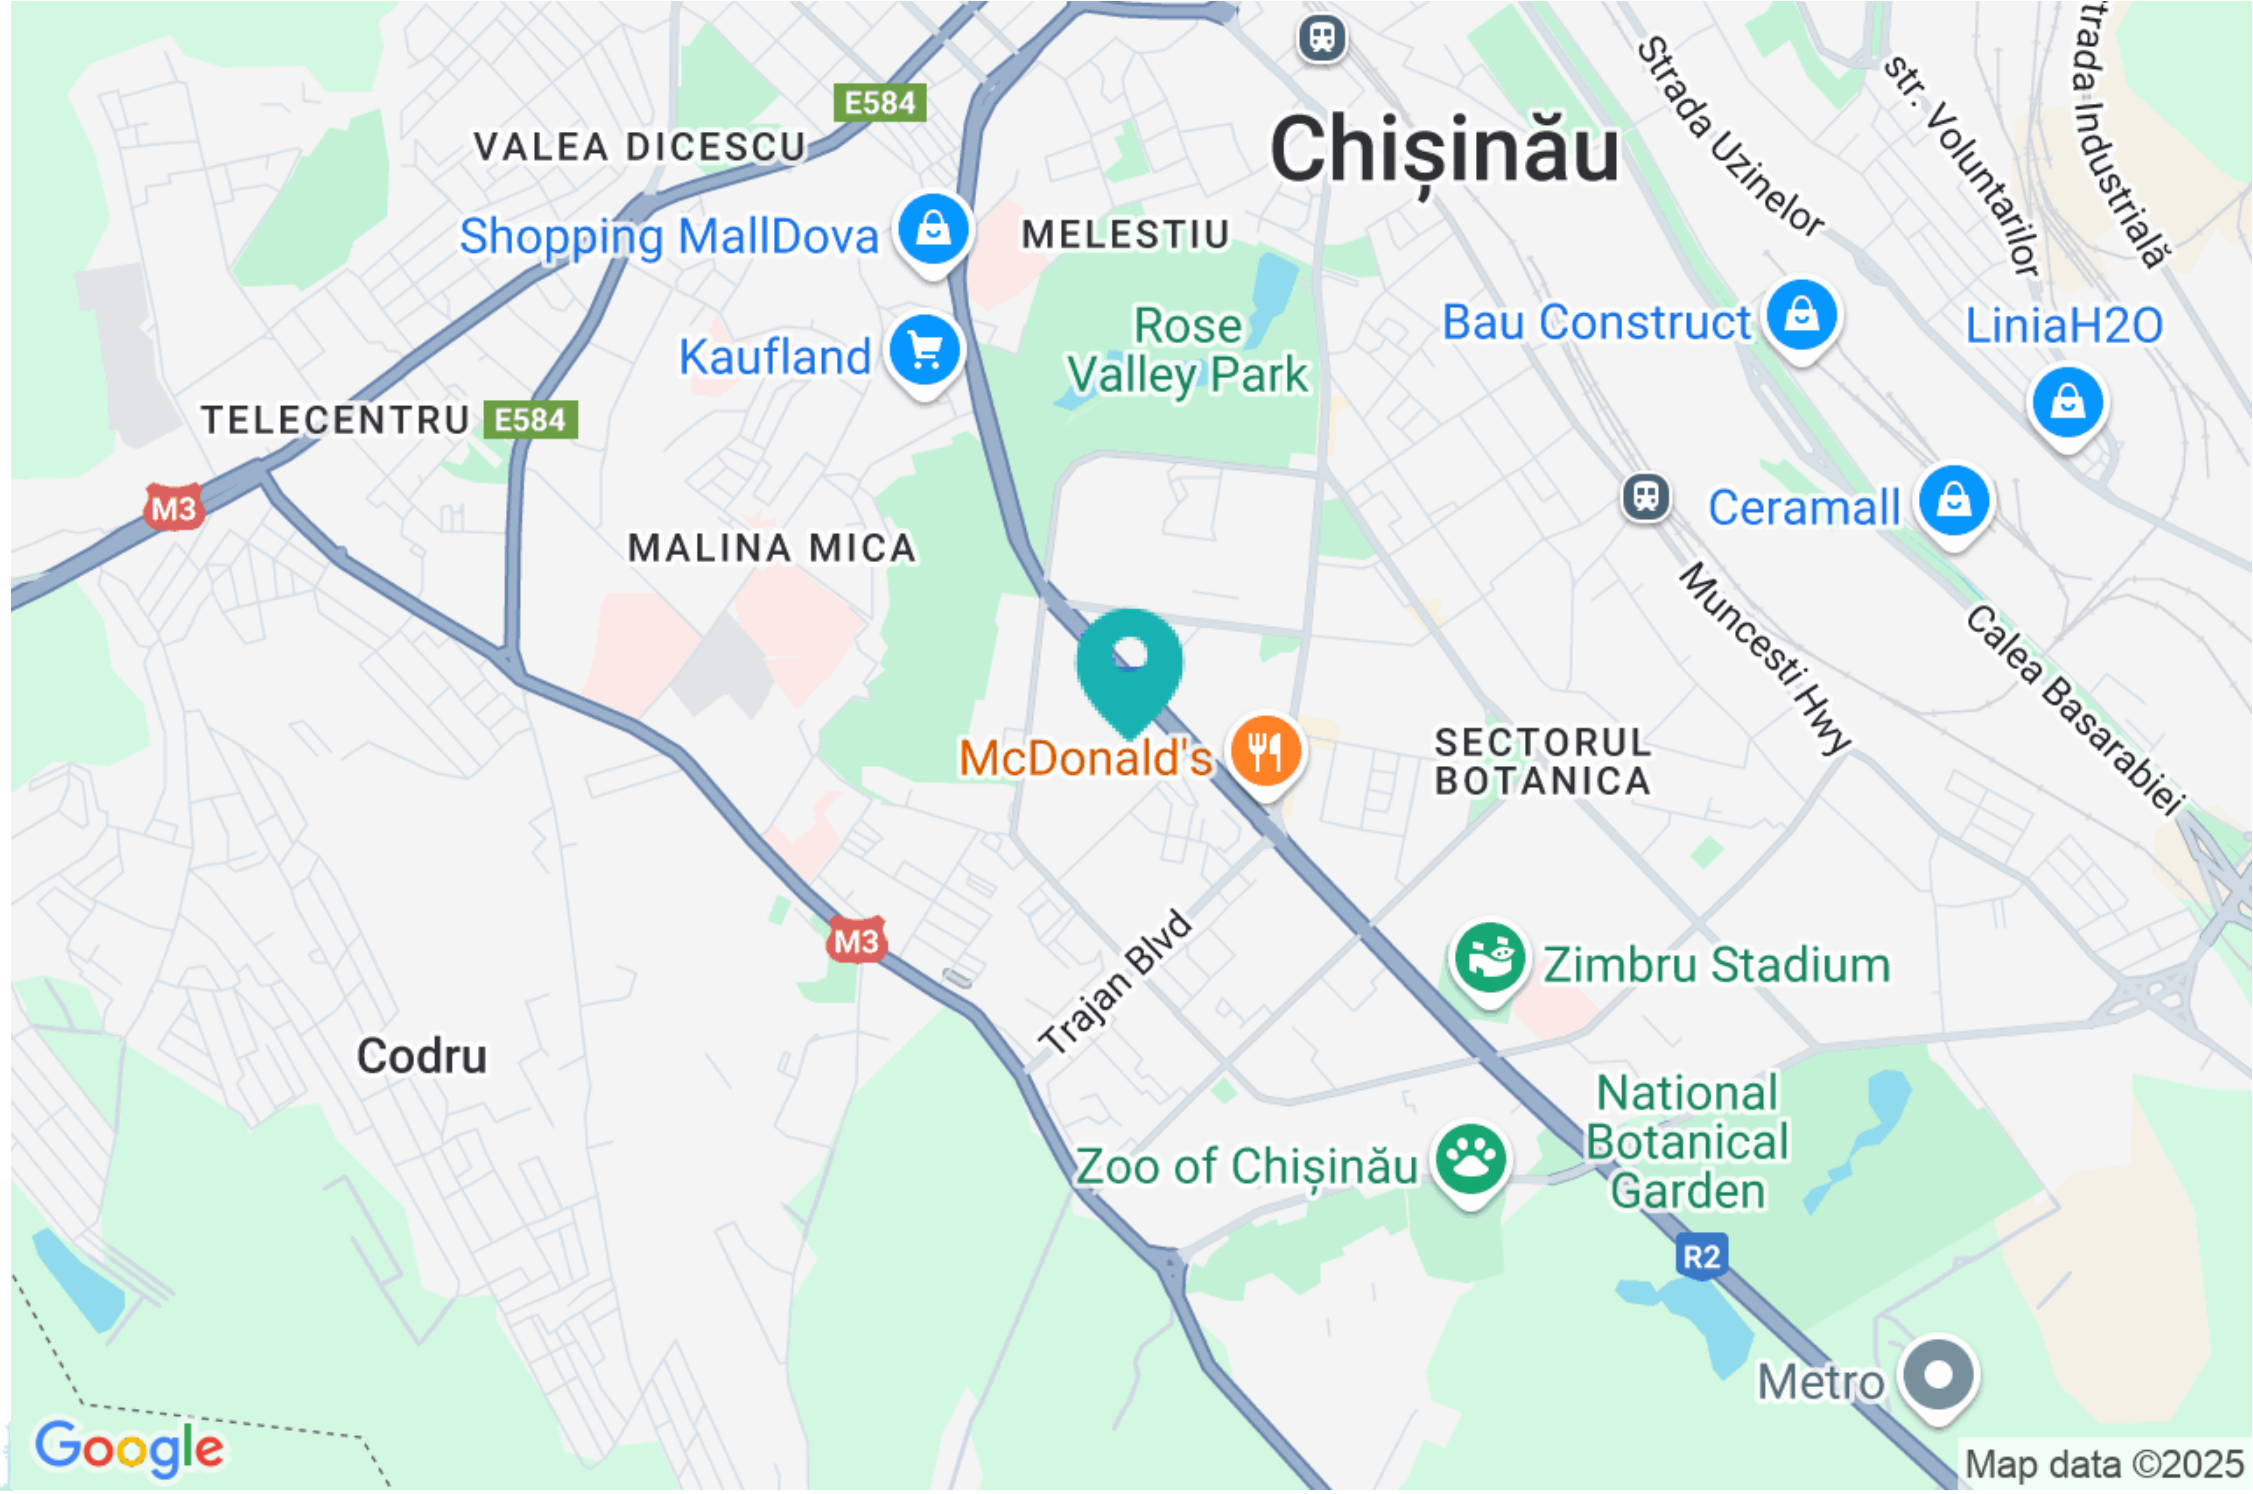 E584
VALEA DICESCU
Chișinău
Strada Uzinelor
str. Voluntarilor
trada Industrială
Shopping MallDova
MELESTIU
Rose
Valley Park
Bau Construct
LiniaH2O
Kaufland
TELECENTRU
E584
M3
MALINA MICA
Ceramall
Muncesti Hwy
Calea Basarabiei
McDonald's
SECTORUL
BOTANICA
M3
Trajan Blvd
Zimbru Stadium
Codru
National
Botanical
Garden
Zoo of Chișinău
R2
Metro
Google
Map data ©2025